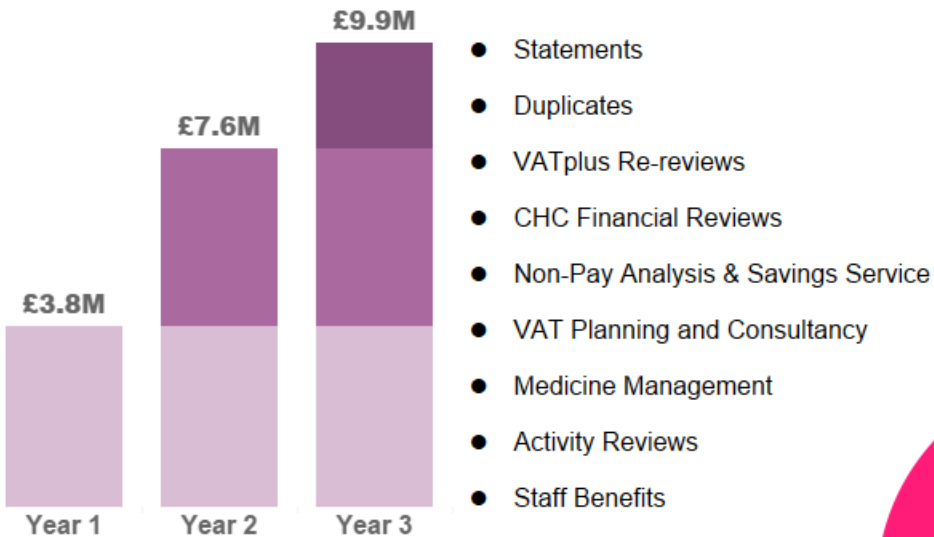 £9.9M
£7.6M
£3.8M
Year 1
Year 2
Year 3
● Statements
● Duplicates
● VATplus Re-reviews
● CHC Financial Reviews
● Non-Pay Analysis & Savings Service
● VAT Planning and Consultancy
● Medicine Management
● Activity Reviews
● Staff Benefits